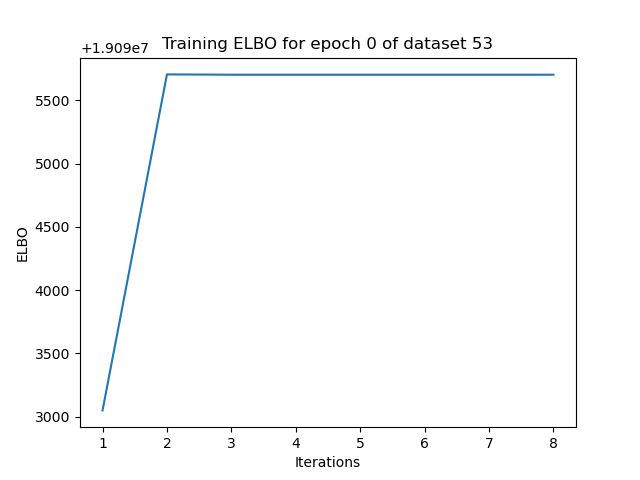 +1.909e7
Training ELBO for epoch 0 of dataset 53
5500
5000
4500
4000
3500
3000
ELBO
1 2 3 4 5 6 7 8
Iterations